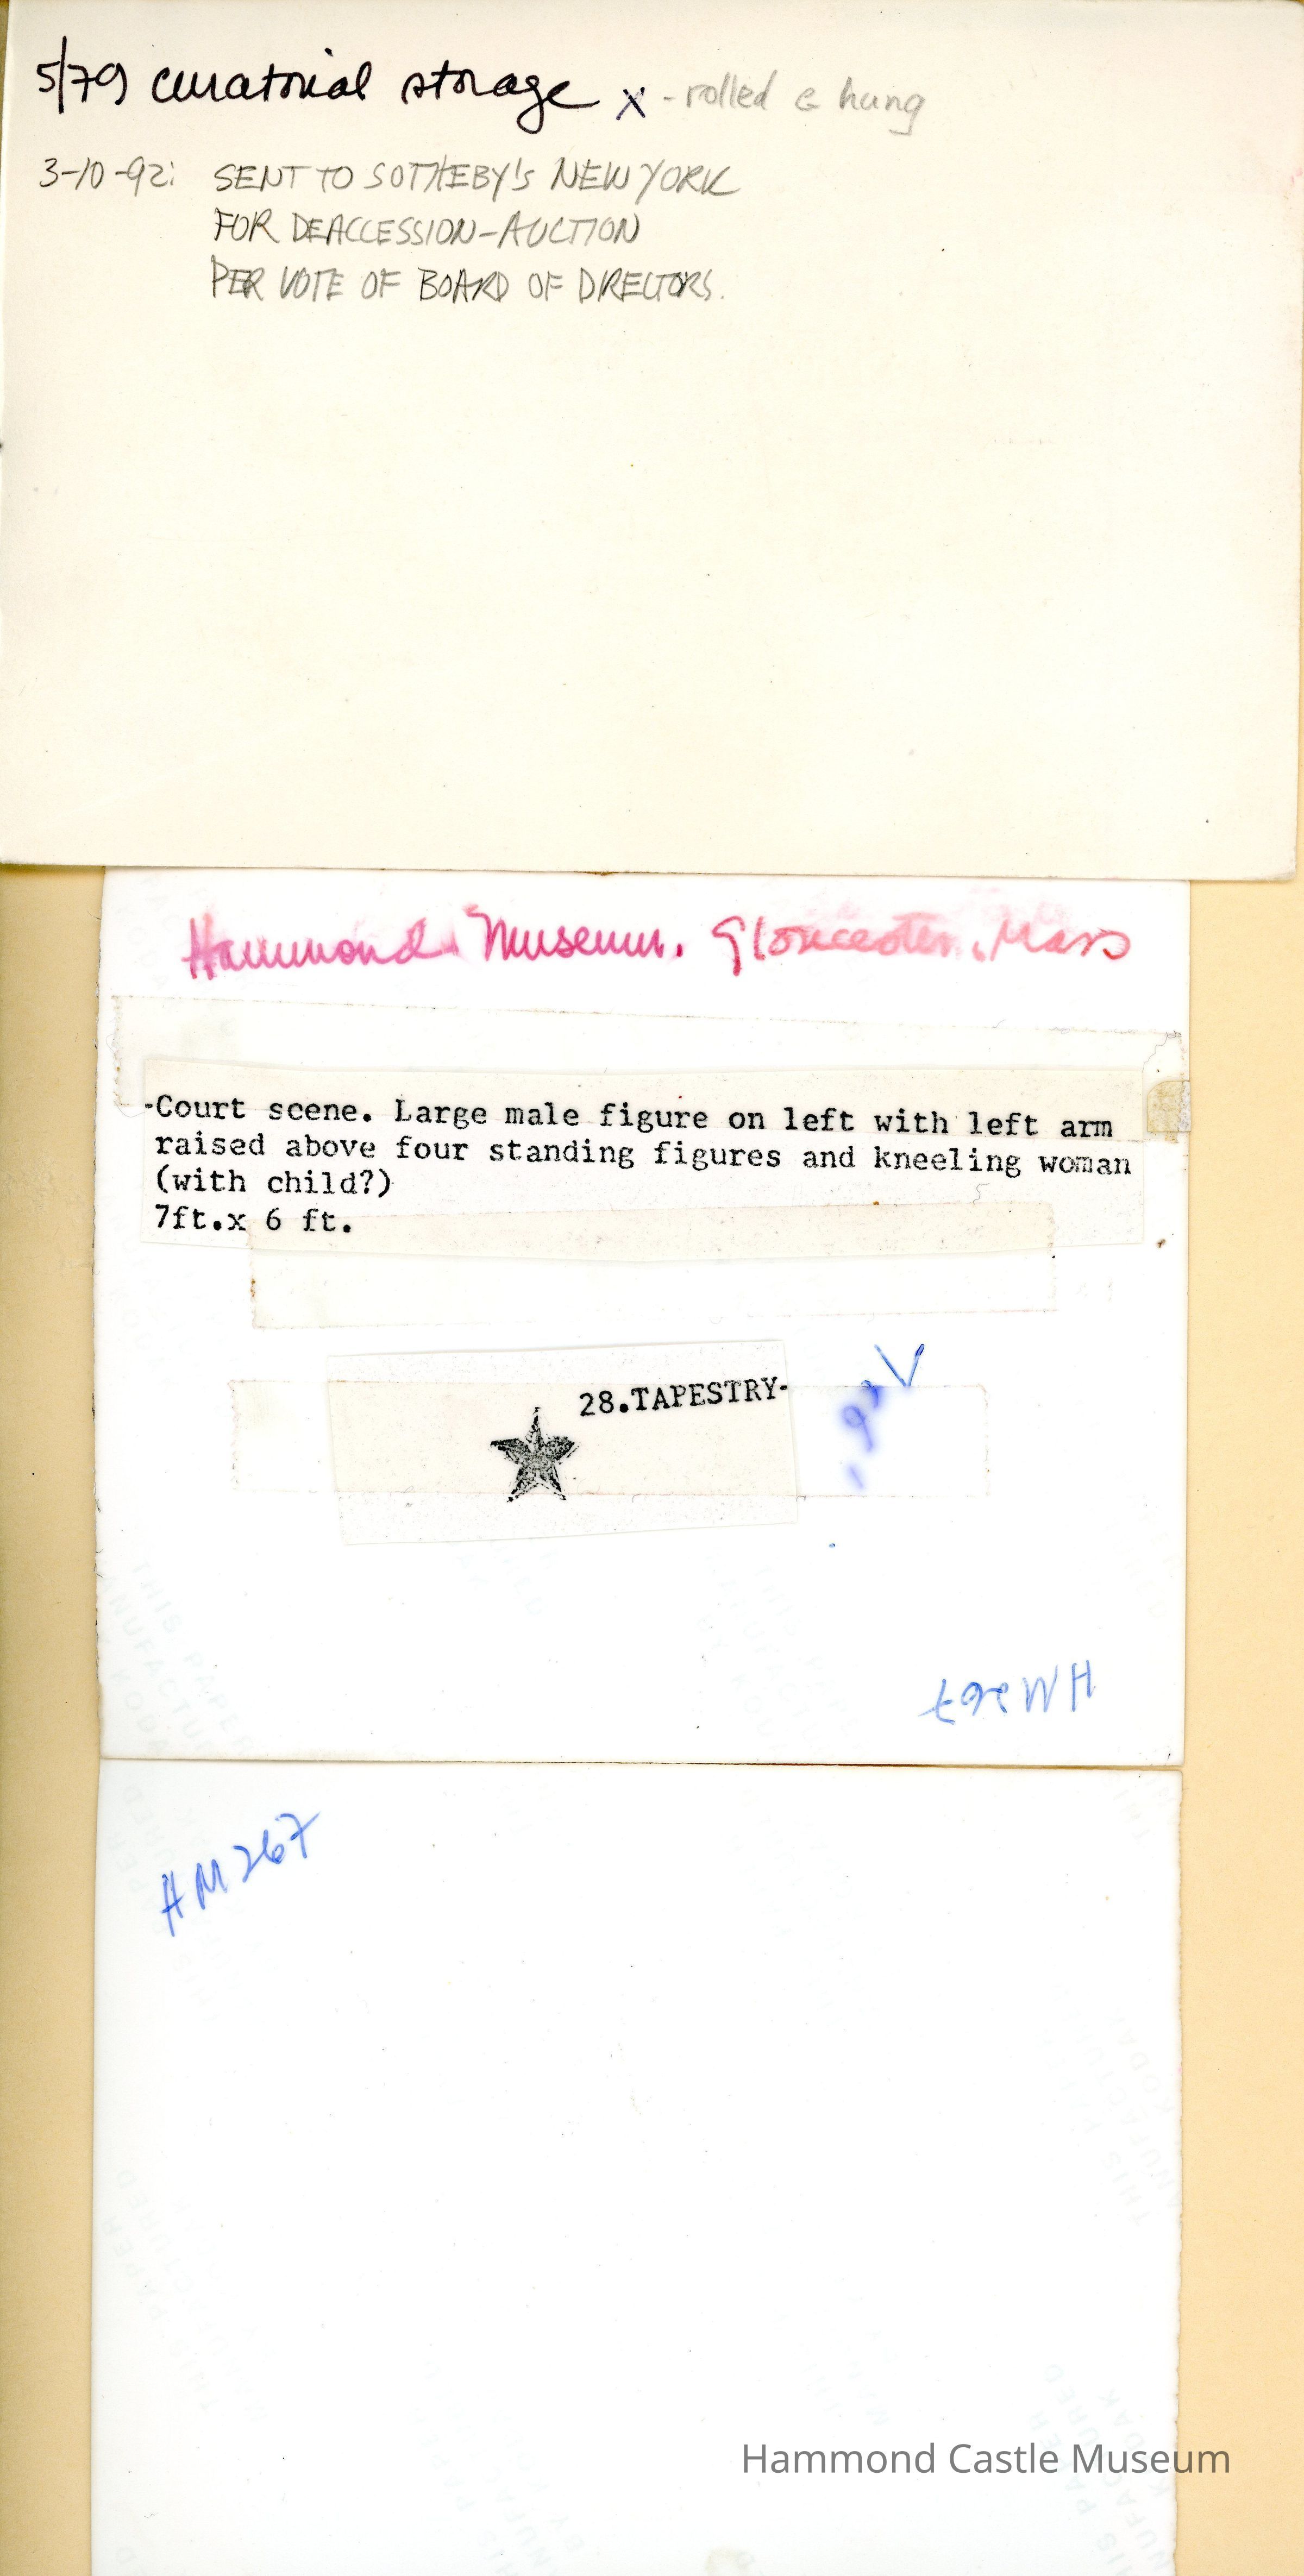 5/79 curatorial storage x - rolled & hung
3-10-92: SENT TO SOTHEBY'S NEW YORK
FOR DEACCESSION-AUCTION
PER VOTE OF BOARD OF DIRECTORS.
Hammond Museum. Gloucester, Mass
-Court scene. Large male figure on left with left arm
raised above four standing figures and kneeling woman
(with child?)
7ft.x 6 ft.
28.TAPESTRY-
HM267
HM267
Hammond Castle Museum